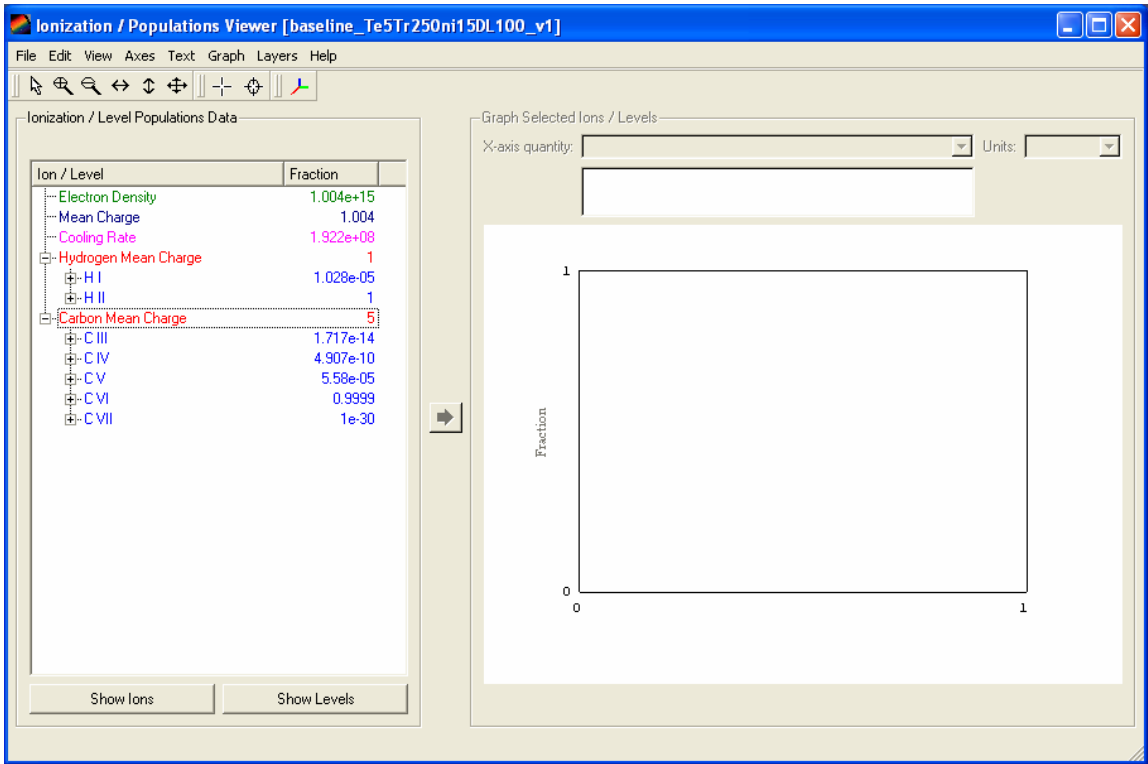 Ionization / Populations Viewer [baseline_Te5Tr250ni15DL100_v1]
File Edit View Axes Text Graph Layers Help
Ionization / Level Populations Data
Ion / Level Fraction
Electron Density 1.004e+15
Mean Charge 1.004
Cooling Rate 1.922e+08
Hydrogen Mean Charge 1
H I 1.028e-05
H II 1
Carbon Mean Charge 5
C III 1.717e-14
C IV 4.907e-10
C V 5.58e-05
C VI 0.9999
C VII 1e-30
Show Ions Show Levels
Graph Selected Ions / Levels
X-axis quantity: Units:
1
Fraction
0
0 1